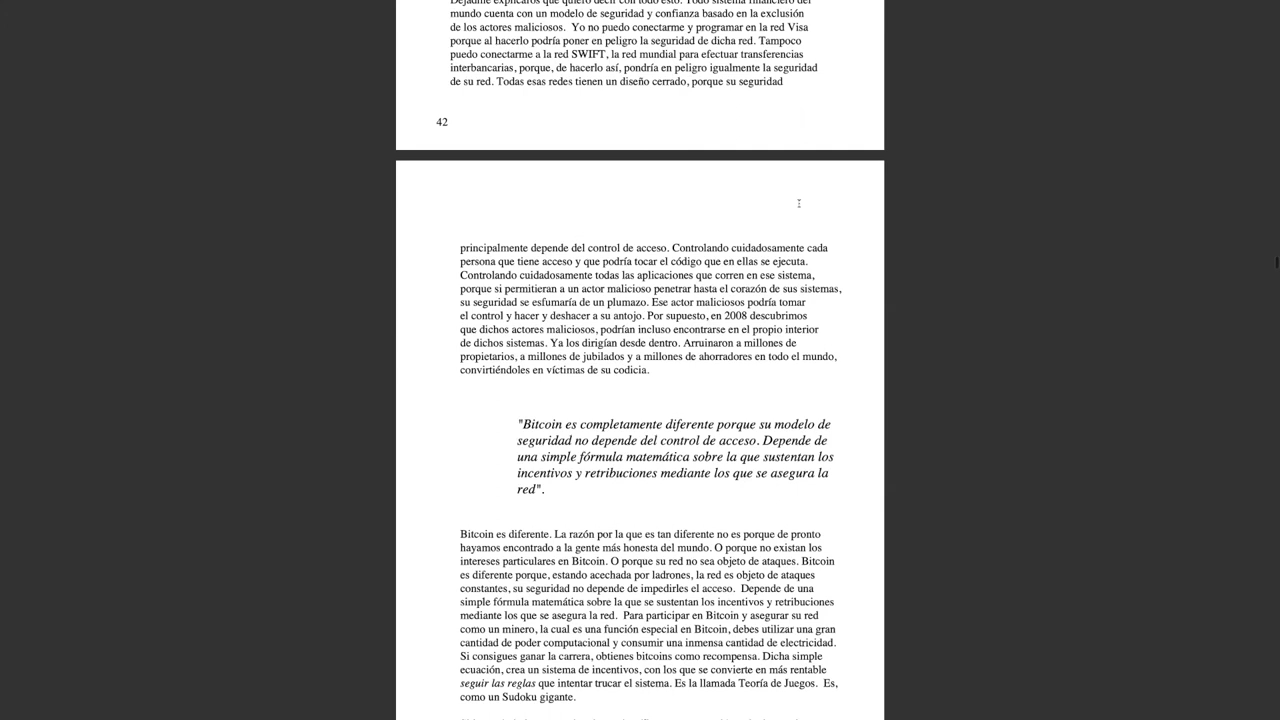 Dejadme explicaros que quiero decir con todo esto. Todo sistema financiero del
mundo cuenta con un modelo de seguridad y confianza basado en la exclusión
de los actores maliciosos.  Yo no puedo conectarme y programar en la red Visa
porque al hacerlo podría poner en peligro la seguridad de dicha red. Tampoco
puedo conectarme a la red SWIFT, la red mundial para efectuar transferencias
interbancarias, porque, de hacerlo así, pondría en peligro igualmente la seguridad
de su red. Todas esas redes tienen un diseño cerrado, porque su seguridad
42
principalmente depende del control de acceso. Controlando cuidadosamente cada
persona que tiene acceso y que podría tocar el código que en ellas se ejecuta.
Controlando cuidadosamente todas las aplicaciones que corren en ese sistema,
porque si permitieran a un actor malicioso penetrar hasta el corazón de sus sistemas,
su seguridad se esfumaría de un plumazo. Ese actor maliciosos podría tomar
el control y hacer y deshacer a su antojo. Por supuesto, en 2008 descubrimos
que dichos actores maliciosos, podrían incluso encontrarse en el propio interior
de dichos sistemas. Ya los dirigían desde dentro. Arruinaron a millones de
propietarios, a millones de jubilados y a millones de ahorradores en todo el mundo,
convirtiéndoles en víctimas de su codicia.
"Bitcoin es completamente diferente porque su modelo de
seguridad no depende del control de acceso. Depende de
una simple fórmula matemática sobre la que sustentan los
incentivos y retribuciones mediante los que se asegura la
red".
Bitcoin es diferente. La razón por la que es tan diferente no es porque de pronto
hayamos encontrado a la gente más honesta del mundo. O porque no existan los
intereses particulares en Bitcoin. O porque su red no sea objeto de ataques. Bitcoin
es diferente porque, estando acechada por ladrones, la red es objeto de ataques
constantes, su seguridad no depende de impedirles el acceso.  Depende de una
simple fórmula matemática sobre la que se sustentan los incentivos y retribuciones
mediante los que se asegura la red.  Para participar en Bitcoin y asegurar su red
como un minero, la cual es una función especial en Bitcoin, debes utilizar una gran
cantidad de poder computacional y consumir una inmensa cantidad de electricidad.
Si consigues ganar la carrera, obtienes bitcoins como recompensa. Dicha simple
ecuación, crea un sistema de incentivos, con los que se convierte en más rentable
seguir las reglas que intentar trucar el sistema. Es la llamada Teoría de Juegos.  Es,
como un Sudoku gigante.